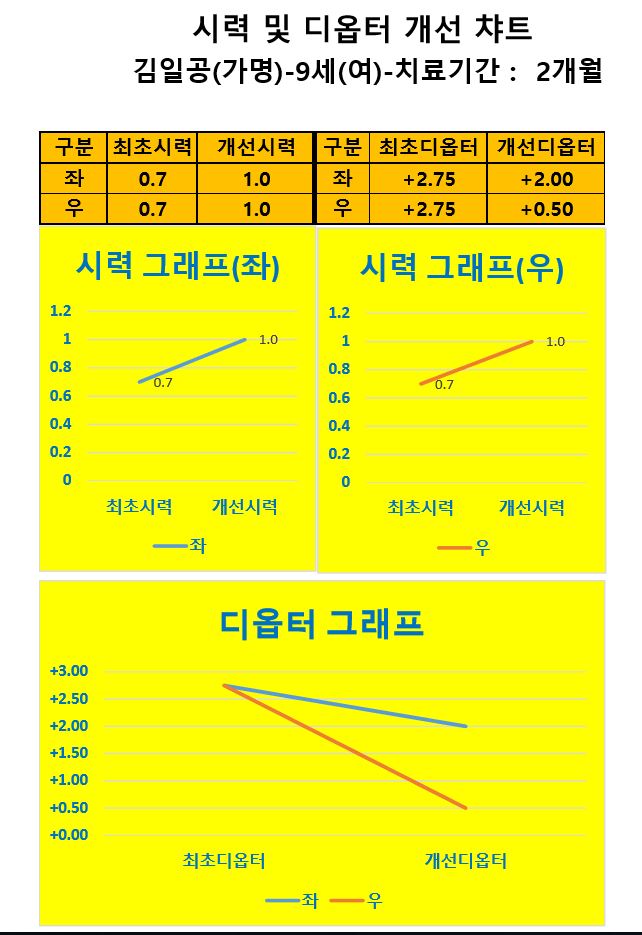 시력 및 디옵터 개선 챠트
김일공(가명)-9세(여)-치료기간 : 2개월
구분 최초시력 개선시력 구분 최초디옵터 개선디옵터
좌 0.7 1.0 좌 +2.75 +2.00
우 0.7 1.0 우 +2.75 +0.50
시력 그래프(좌)
1.2
1
0.8
0.6
0.4
0.2
0
1.0
0.7
최초시력 개선시력
좌
시력 그래프(우)
1.2
1
0.8
0.6
0.4
0.2
0
1.0
0.7
최초시력 개선시력
우
디옵터 그래프
+3.00
+2.50
+2.00
+1.50
+1.00
+0.50
+0.00
최초디옵터 개선디옵터
좌 우